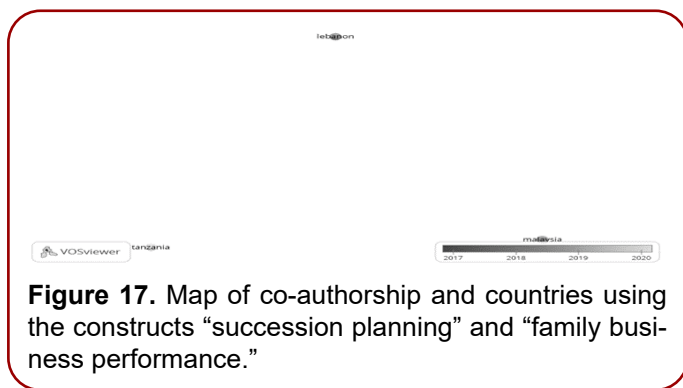 lebanon
VOSviewer
tanzania
malaysia
2017 2018 2019 2020
Figure 17. Map of co-authorship and countries using
the constructs “succession planning” and “family busi-
ness performance.”